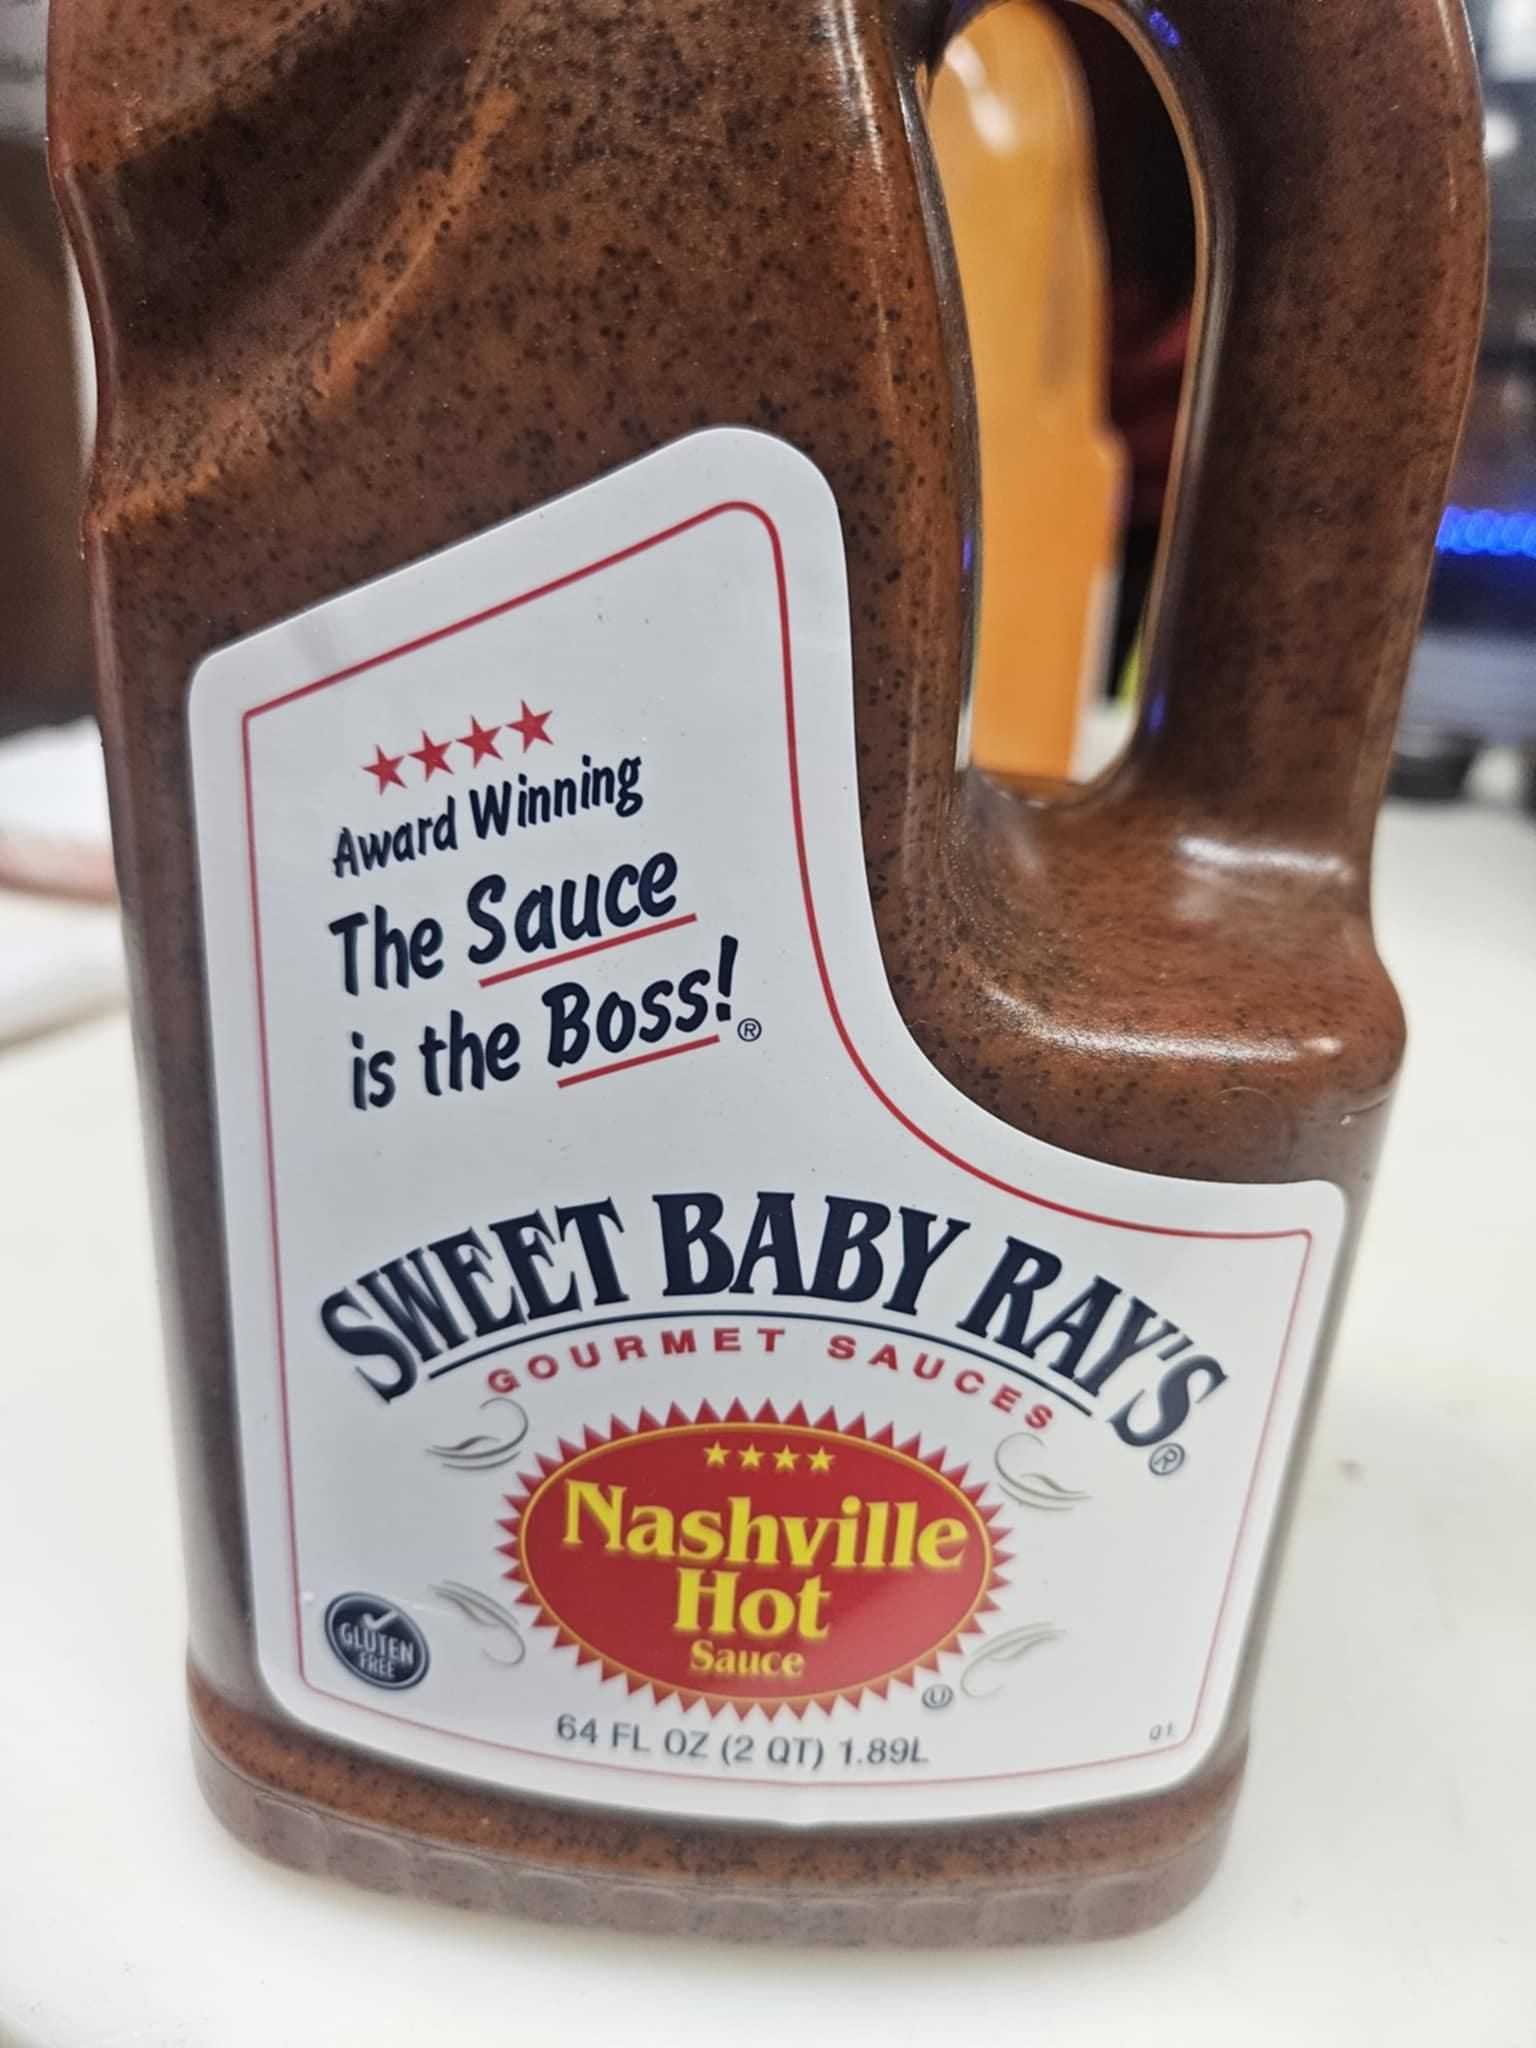 Award Winning
The Sauce
is the Boss!®
SWEET BABY RAY'S®
GOURMET SAUCES
Nashville
Hot
Sauce
GLUTEN
FREE
U
64 FL OZ (2 QT) 1.89L